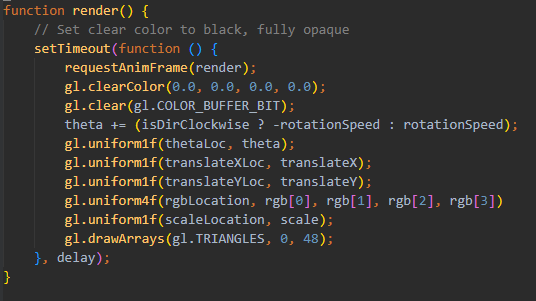 function render() {
// Set clear color to black, fully opaque
setTimeout(function () {
requestAnimFrame(render);
gl.clearColor(0.0, 0.0, 0.0, 0.0);
gl.clear(gl.COLOR_BUFFER_BIT);
theta += (isDirClockwise ? -rotationSpeed : rotationSpeed);
gl.uniform1f(thetaLoc, theta);
gl.uniform1f(translateXLoc, translateX);
gl.uniform1f(translateYLoc, translateY);
gl.uniform4f(rgbLocation, rgb[0], rgb[1], rgb[2], rgb[3])
gl.uniform1f(scaleLocation, scale);
gl.drawArrays(gl.TRIANGLES, 0, 48);
}, delay);
}